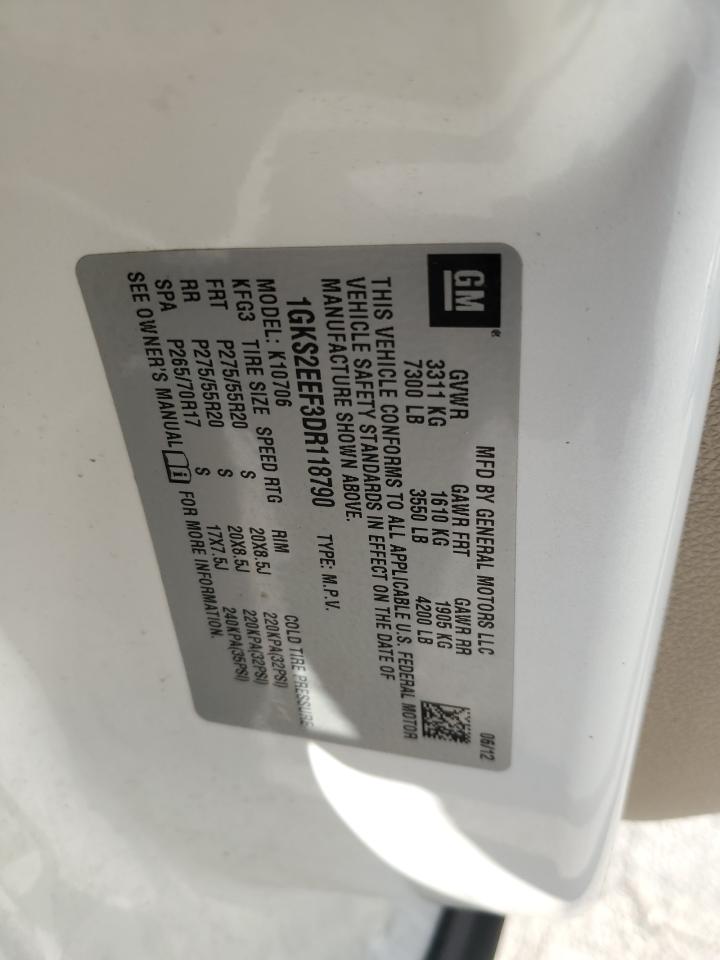 GM
MFD BY GENERAL MOTORS LLC 06/12
GVWR GAWR FRT GAWR RR
3311 KG 1610 KG 1905 KG
7300 LB 3550 LB 4200 LB
THIS VEHICLE CONFORMS TO ALL APPLICABLE U.S. FEDERAL MOTOR
VEHICLE SAFETY STANDARDS IN EFFECT ON THE DATE OF
MANUFACTURE SHOWN ABOVE.
1GKS2EEF3DR118790 TYPE: M.P.V.
MODEL: K10706 COLD TIRE PRESSURE
KFG3 TIRE SIZE SPEED RTG RIM
FRT P275/55R20 S 20X8.5J 220KPA(32PSI)
RR P275/55R20 S 20X8.5J 220KPA(32PSI)
SPA P265/70R17 S 17X7.5J 240KPA(35PSI)
SEE OWNER'S MANUAL FOR MORE INFORMATION.